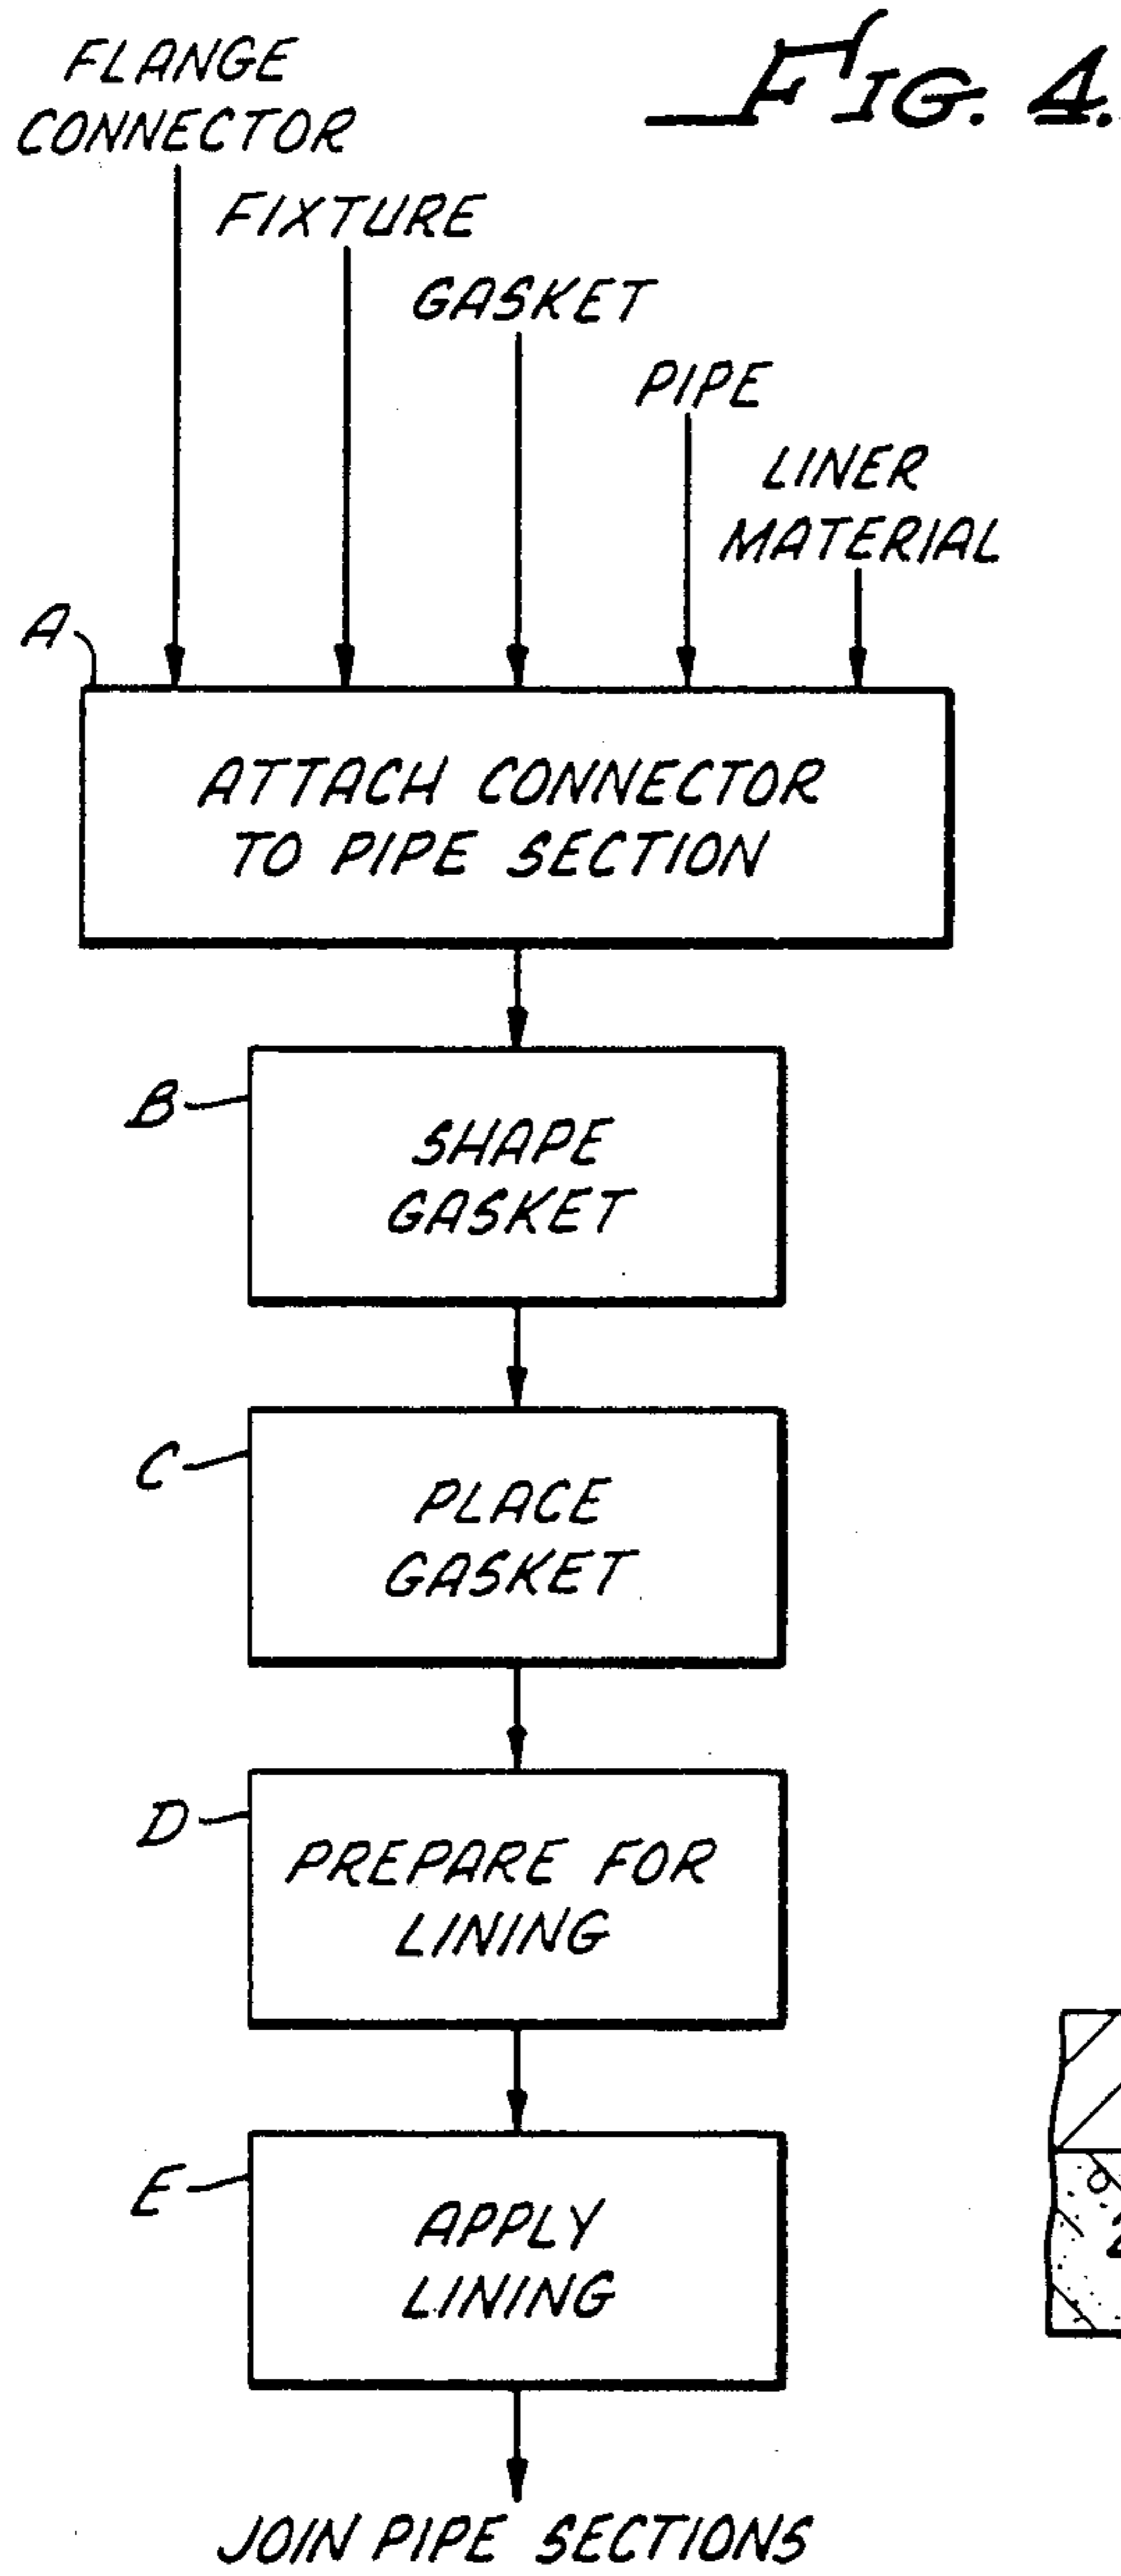 FIG. 4.
FLANGE
CONNECTOR
FIXTURE
GASKET
PIPE
LINER
MATERIAL
A
ATTACH CONNECTOR
TO PIPE SECTION
B
SHAPE
GASKET
C
PLACE
GASKET
D
PREPARE FOR
LINING
E
APPLY
LINING
JOIN PIPE SECTIONS